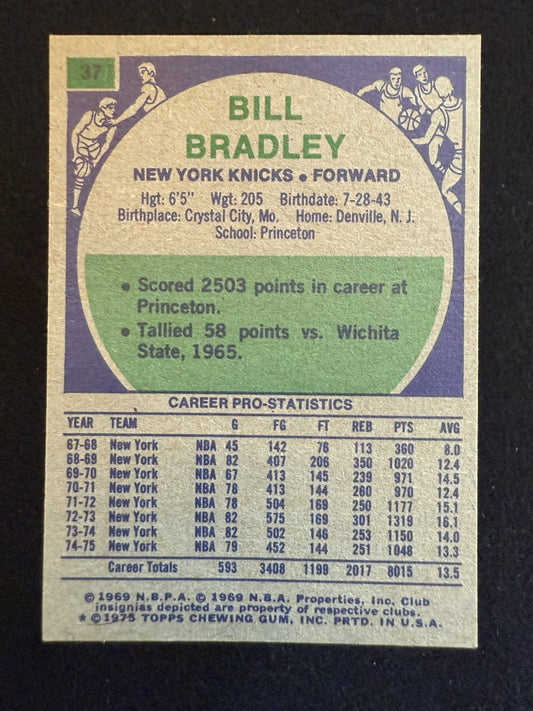 37
BILL
BRADLEY
NEW YORK KNICKS • FORWARD
Hgt: 6'5" Wgt: 205 Birthdate: 7-28-43
Birthplace: Crystal City, Mo. Home: Denville, N. J.
School: Princeton
• Scored 2503 points in career at
Princeton.
• Tallied 58 points vs. Wichita
State, 1965.
CAREER PRO-STATISTICS
YEAR TEAM G FG FT REB PTS AVG
67-68 New York NBA 45 142 76 113 360 8.0
68-69 New York NBA 82 407 206 350 1020 12.4
69-70 New York NBA 67 413 145 239 971 14.5
70-71 New York NBA 78 413 144 260 970 12.4
71-72 New York NBA 78 504 169 250 1177 15.1
72-73 New York NBA 82 575 169 301 1319 16.1
73-74 New York NBA 82 502 146 253 1150 14.0
74-75 New York NBA 79 452 144 251 1048 13.3
Career Totals 593 3408 1199 2017 8015 13.5
© 1969 N.B.P.A. © 1969 N.B.A. Properties, Inc. Club
insignias depicted are property of respective clubs.
* © 1975 TOPPS CHEWING GUM, INC. PRTD. IN U.S.A.